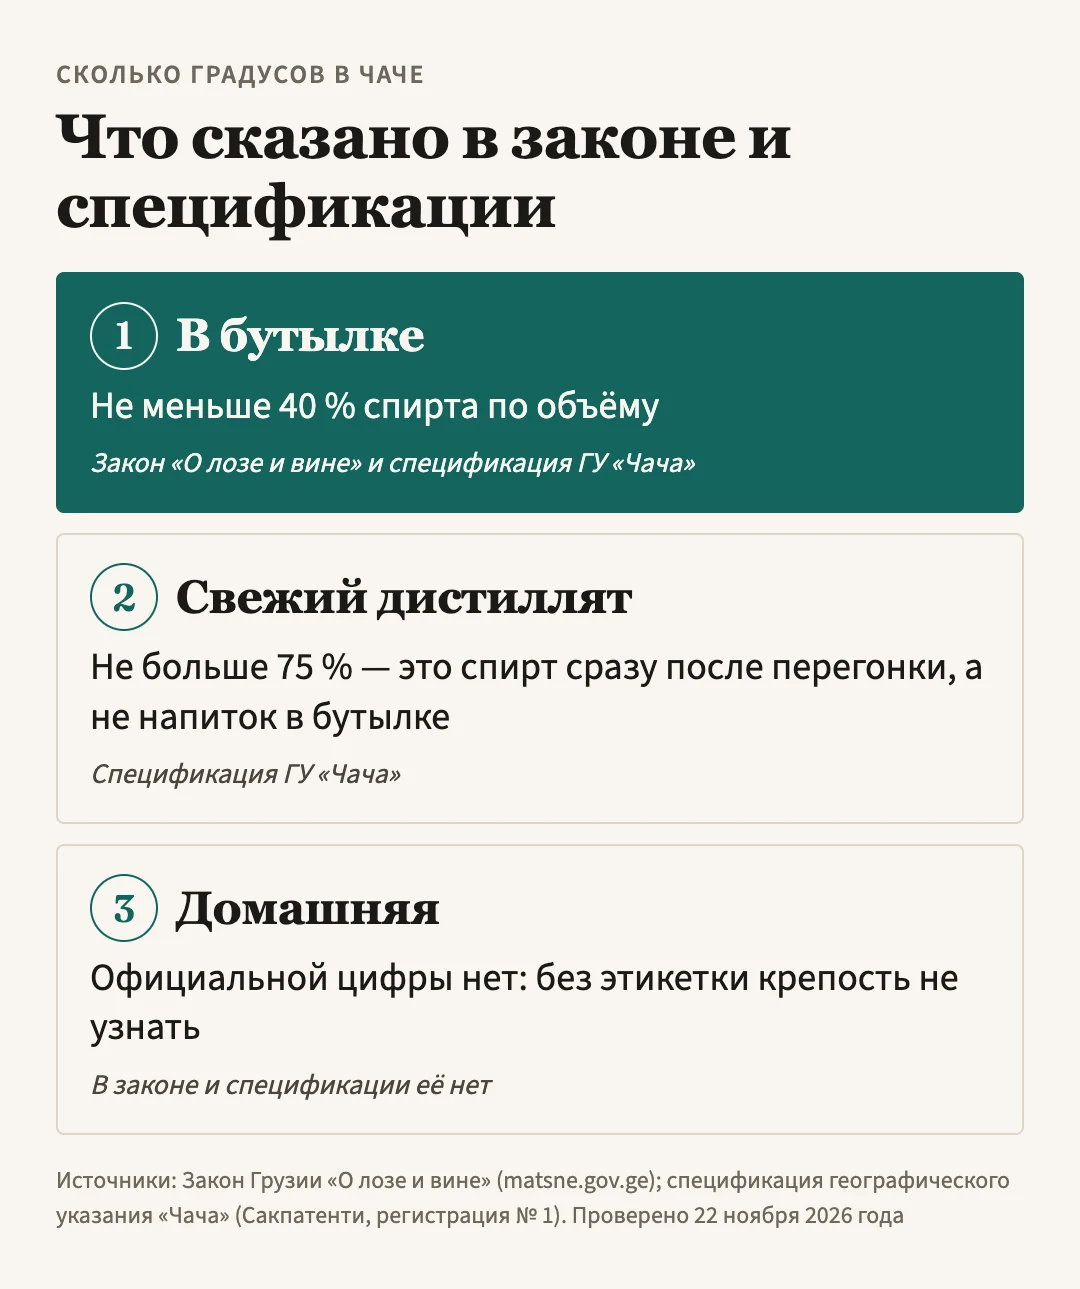 СКОЛЬКО ГРАДУСОВ В ЧАЧЕ
Что сказано в законе и
спецификации
1 В бутылке
Не меньше 40 % спирта по объёму
Закон «О лозе и вине» и спецификация ГУ «Чача»
2 Свежий дистиллят
Не больше 75 % — это спирт сразу после перегонки, а
не напиток в бутылке
Спецификация ГУ «Чача»
3 Домашняя
Официальной цифры нет: без этикетки крепость не
узнать
В законе и спецификации её нет
Источники: Закон Грузии «О лозе и вине» (matsne.gov.ge); спецификация географического
указания «Чача» (Сакпатенти, регистрация № 1). Проверено 22 ноября 2026 года